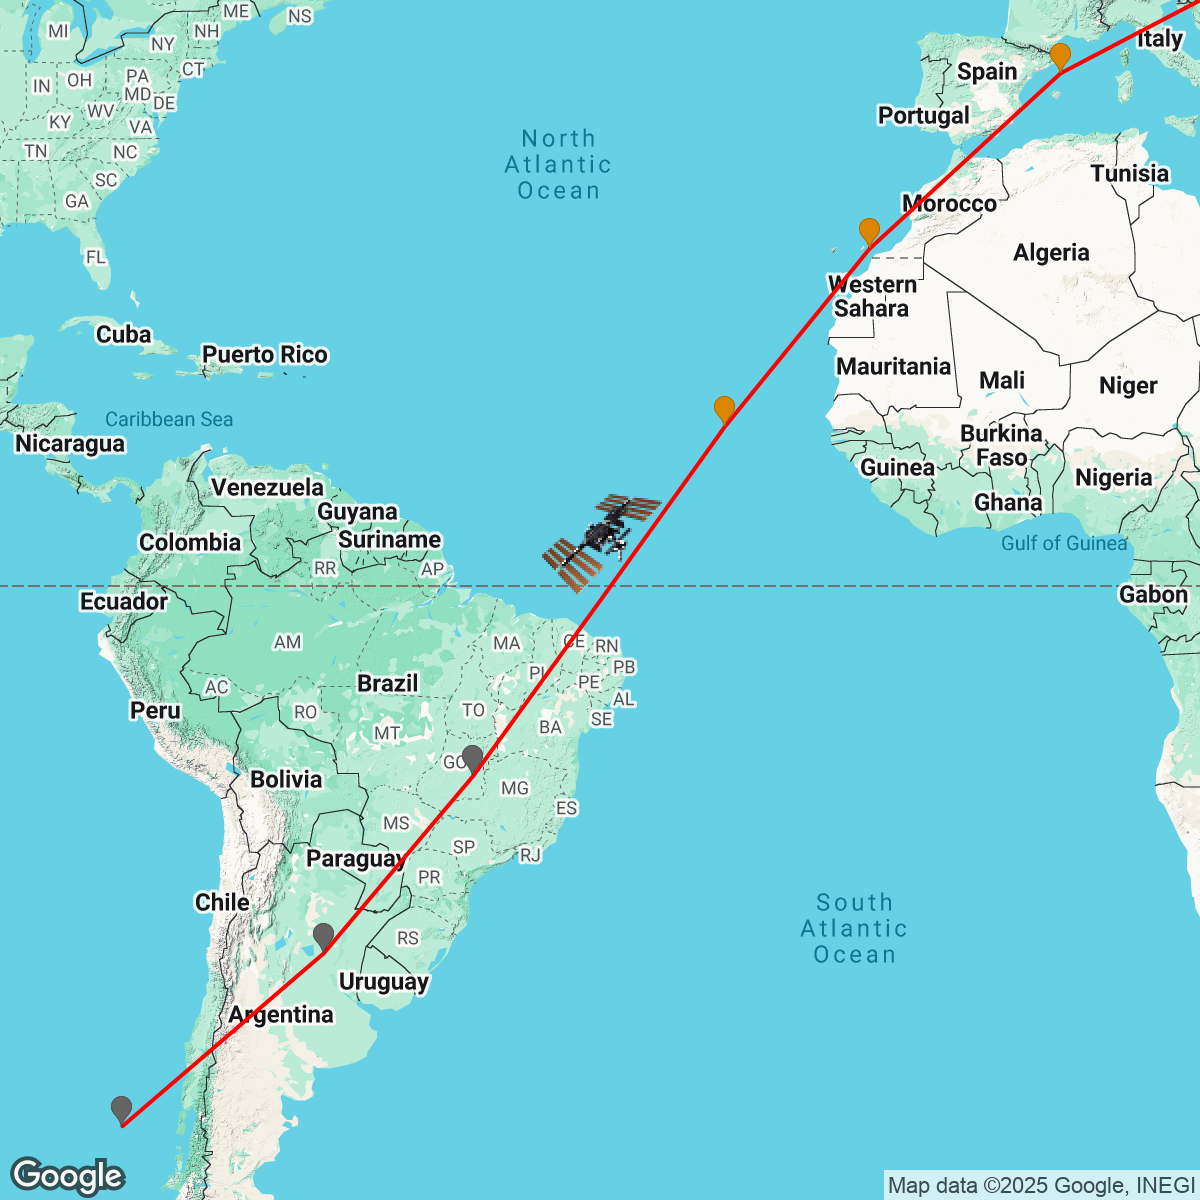 ME
NS
MI
NH
NY
CT
PA
OH
IN
MD
DE
WV
KY
VA
TN
NC
SC
GA
FL
Italy
Spain
Portugal
North
Atlantic
Ocean
Tunisia
Morocco
Algeria
Western
Sahara
Cuba
Puerto Rico
Mauritania
Mali
Niger
Caribbean Sea
Nicaragua
Burkina
Faso
Guinea
Nigeria
Ghana
Venezuela
Guyana
Suriname
Colombia
Gulf of Guinea
RR
AP
Ecuador
Gabon
AM
MA
CE
RN
PB
PI
PE
Brazil
AC
AL
Peru
RO
TO
SE
BA
MT
GO
Bolivia
MG
ES
MS
SP
RJ
Paraguay
PR
Chile
South
Atlantic
Ocean
RS
Uruguay
Argentina
Google
Map data ©2025 Google, INEGI